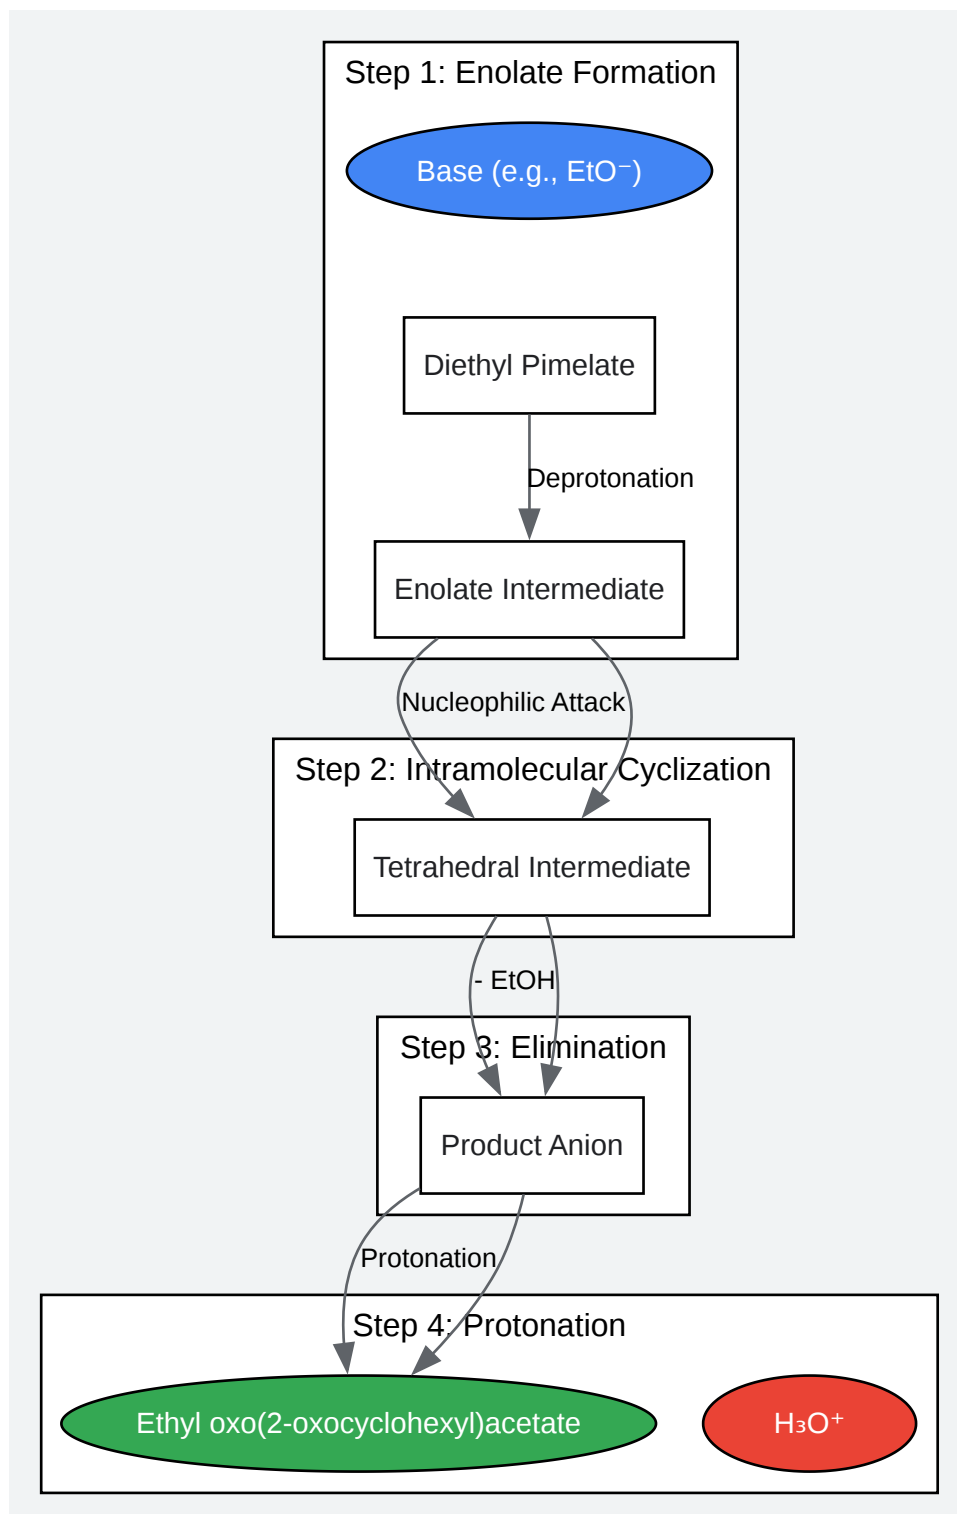 Step 1: Enolate Formation
Base (e.g., EtO⁻)
Diethyl Pimelate
Deprotonation
Enolate Intermediate
Nucleophilic Attack
Step 2: Intramolecular Cyclization
Tetrahedral Intermediate
- EtOH
Step 3: Elimination
Product Anion
Protonation
Step 4: Protonation
Ethyl oxo(2-oxocyclohexyl)acetate
H₃O⁺